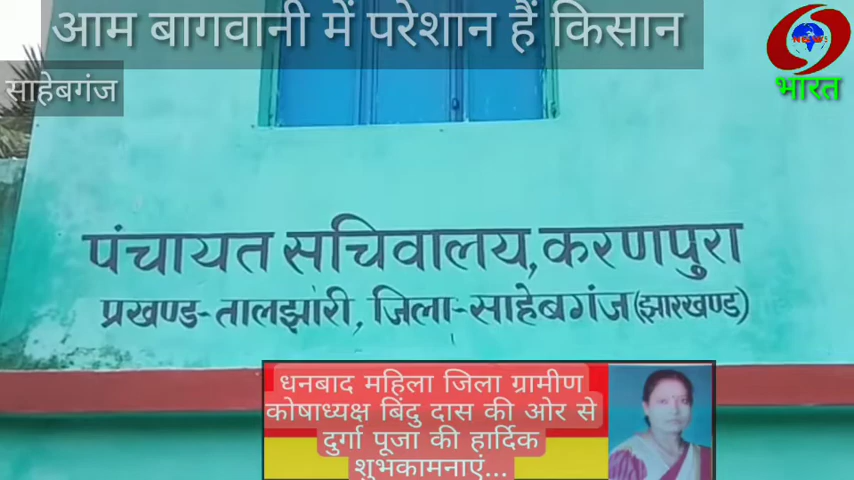 आम बागवानी में परेशान हैं किसान
साहेबगंज
NEWS
भारत
पंचायत सचिवालय, करणपुरा
प्रखण्ड-तालझारी, जिला-साहेबगंज (झारखण्ड)
धनबाद महिला जिला ग्रामीण
कोषाध्यक्ष बिंदु दास की ओर से
दुर्गा पूजा की हार्दिक
शुभकामनाएं...